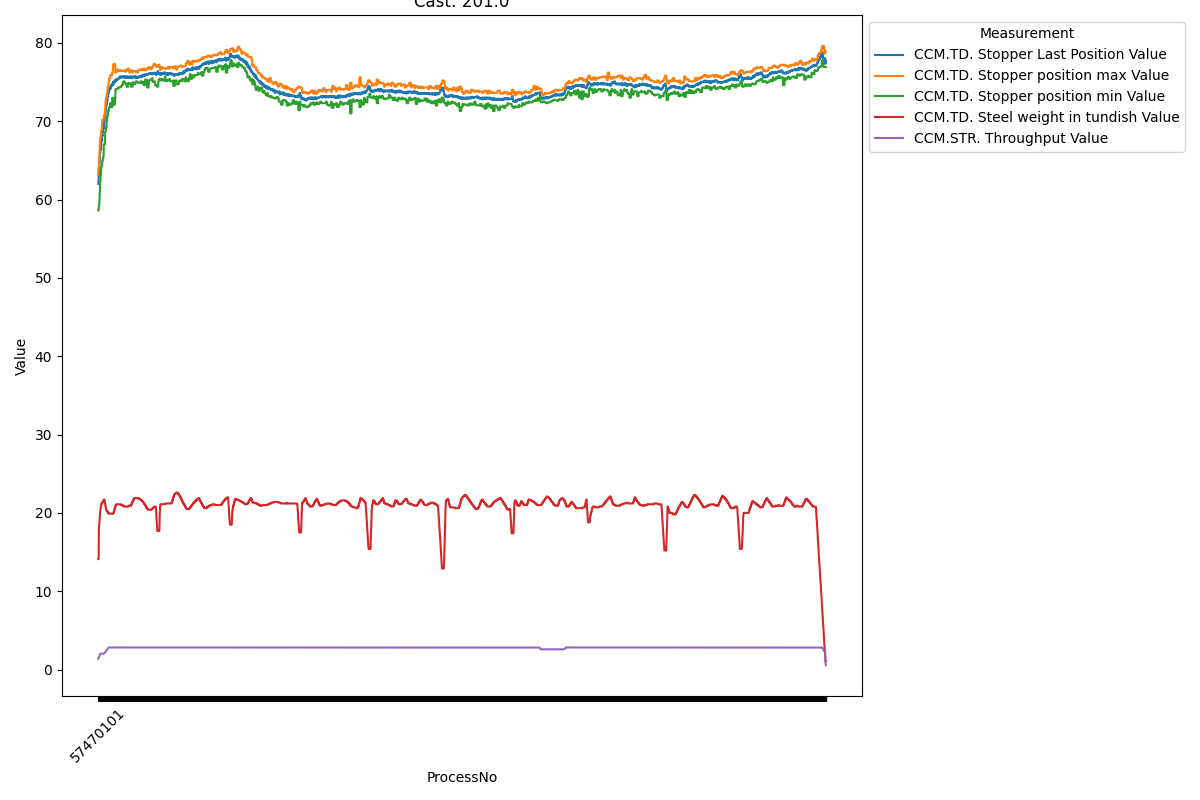 Cast: 201.0
Measurement
CCM.TD. Stopper Last Position Value
CCM.TD. Stopper position max Value
CCM.TD. Stopper position min Value
CCM.TD. Steel weight in tundish Value
CCM.STR. Throughput Value
80
70
60
50
40
30
20
10
0
Value
57470101
ProcessNo